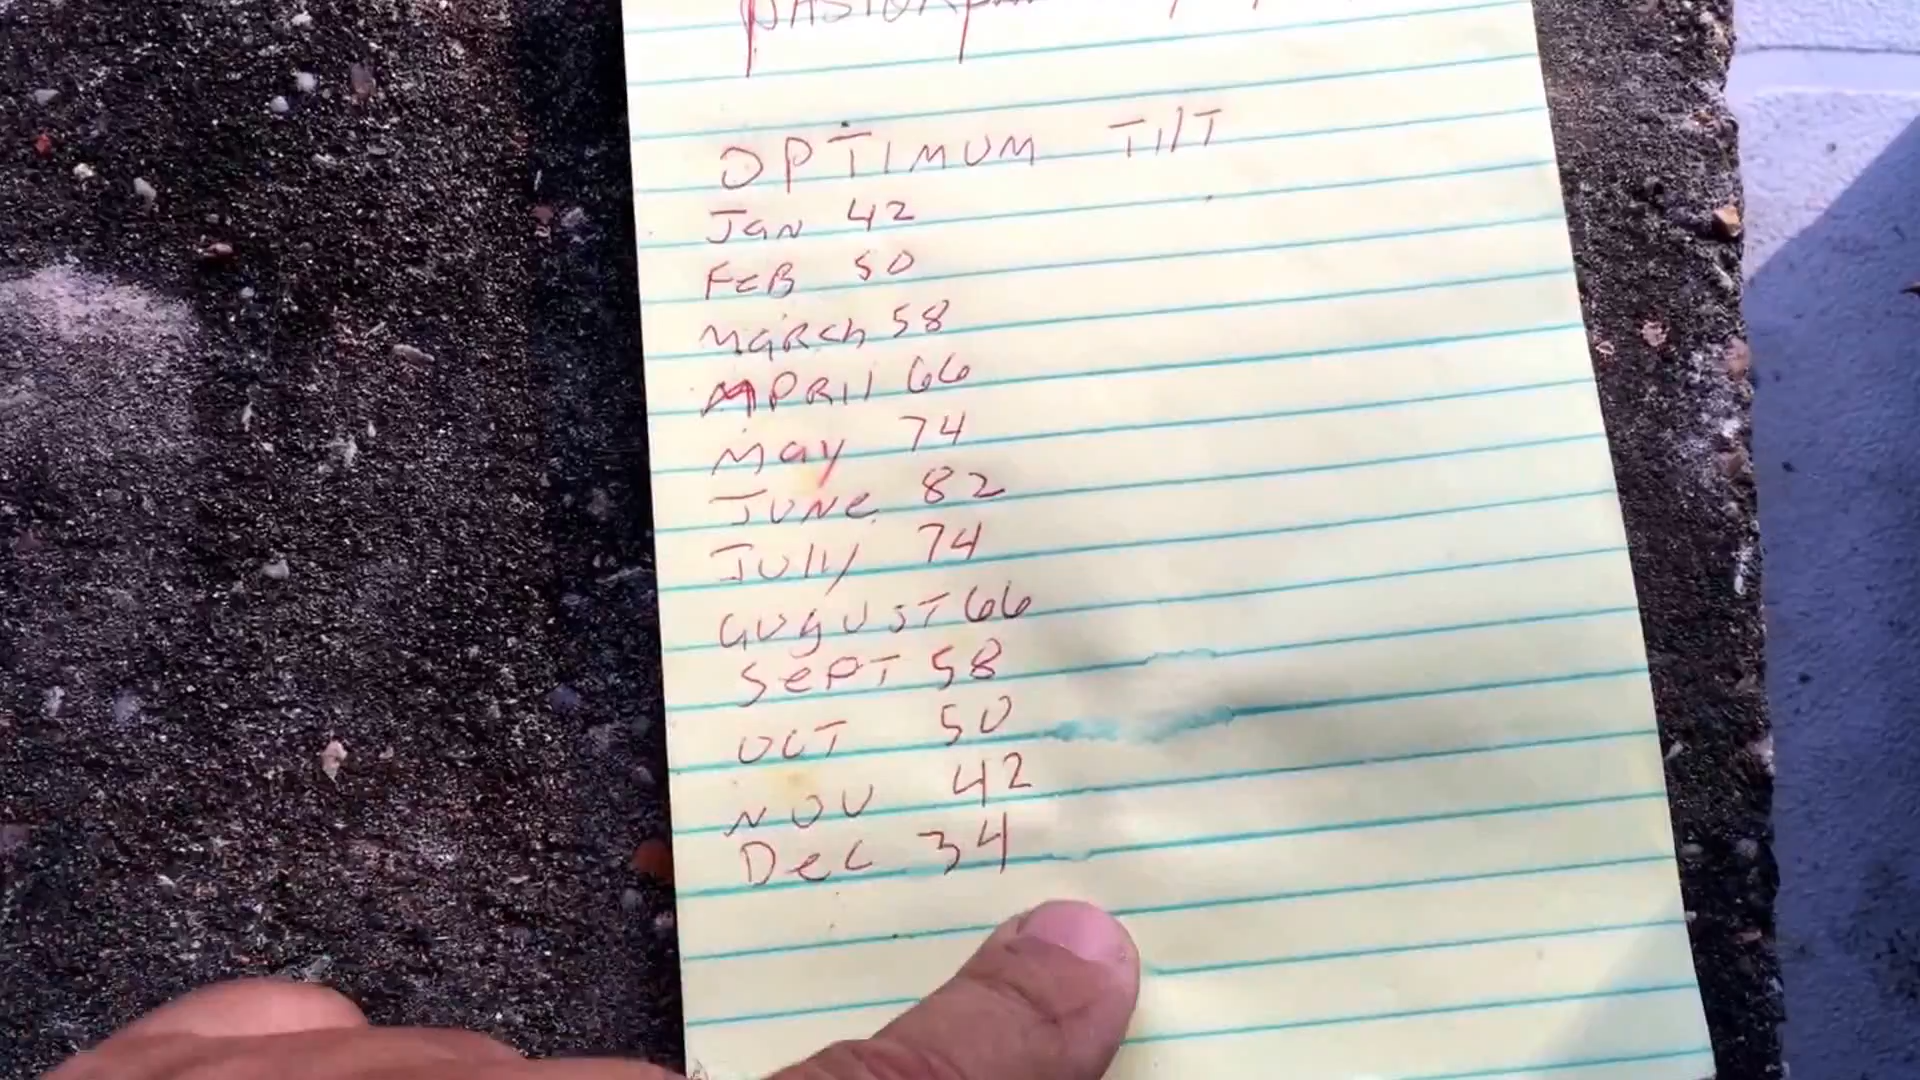 OPTIMUM TIlT
Jan 42
FeB 50
MaRch 58
APRIl 66
May 74
JUNe 82
JUlly 74
aUgUST 66
SePT 58
OCT 50
NOV 42
Dec 34